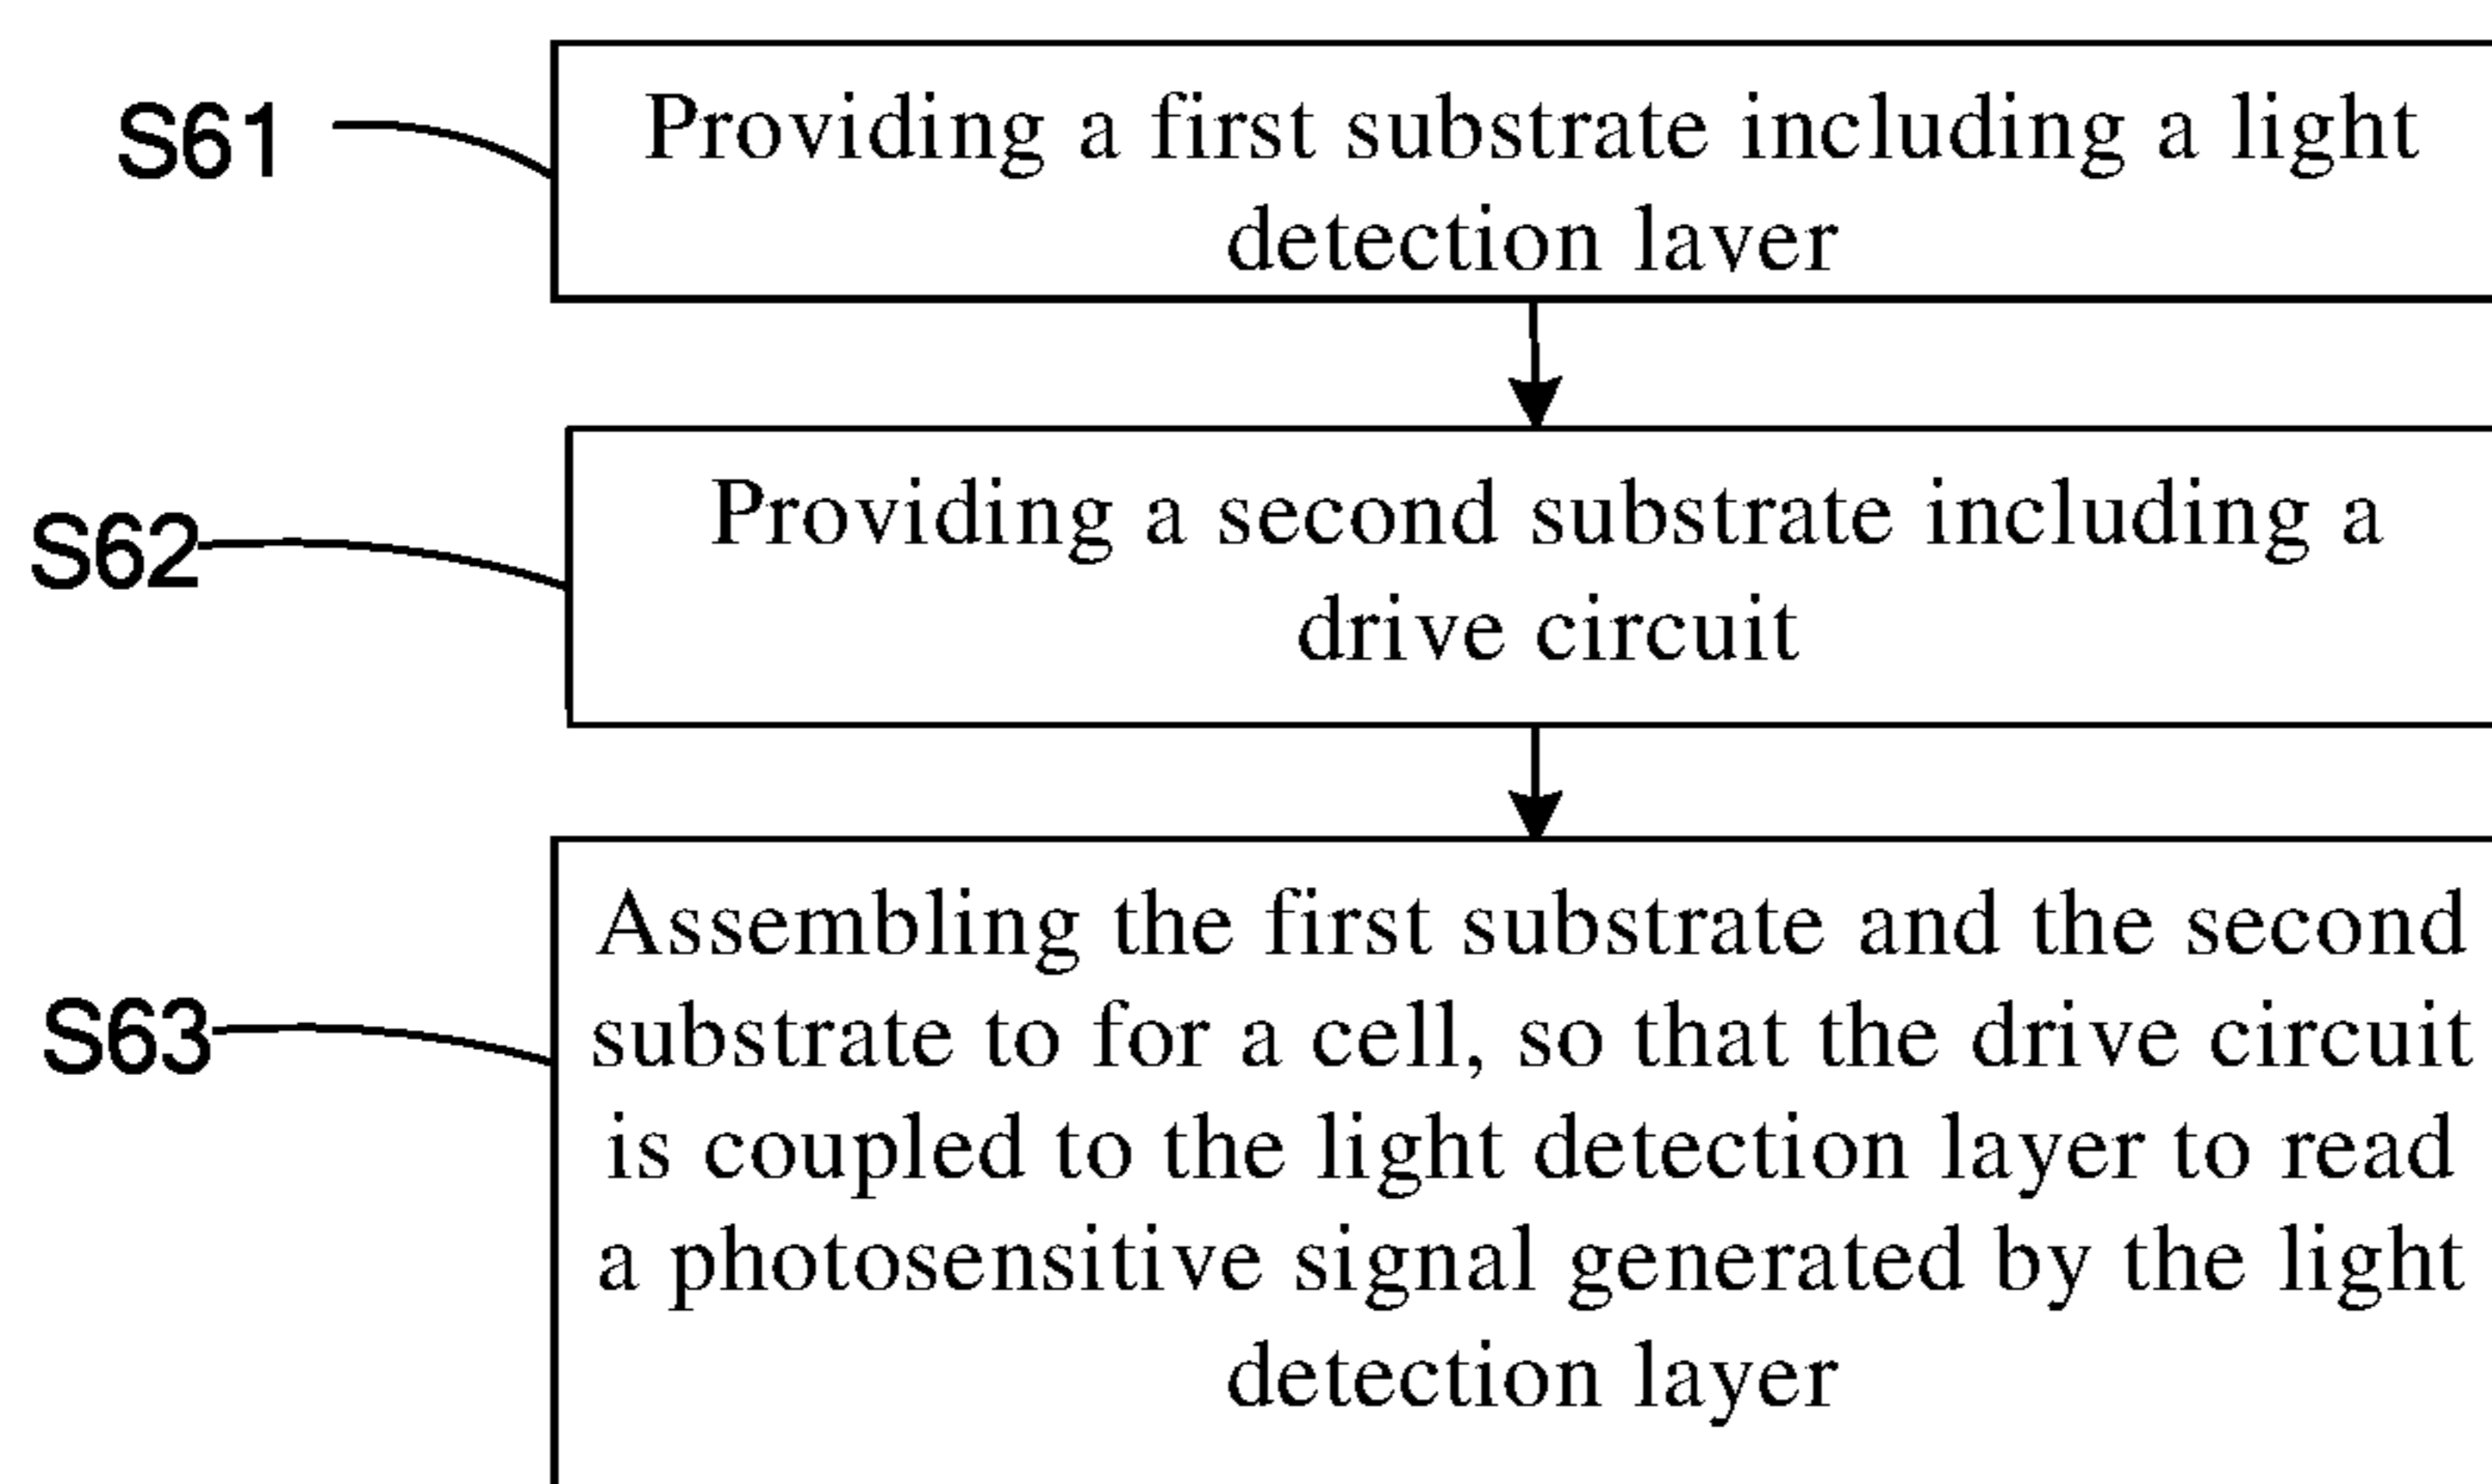 S61
Providing a first substrate including a light
detection laver
S62
Providing a second substrate including a
drive circuit
S63
Assembling the first substrate and the second
substrate to for a cell, so that the drive circuit
is coupled to the light detection layer to read
a photosensitive signal generated by the light
detection layer